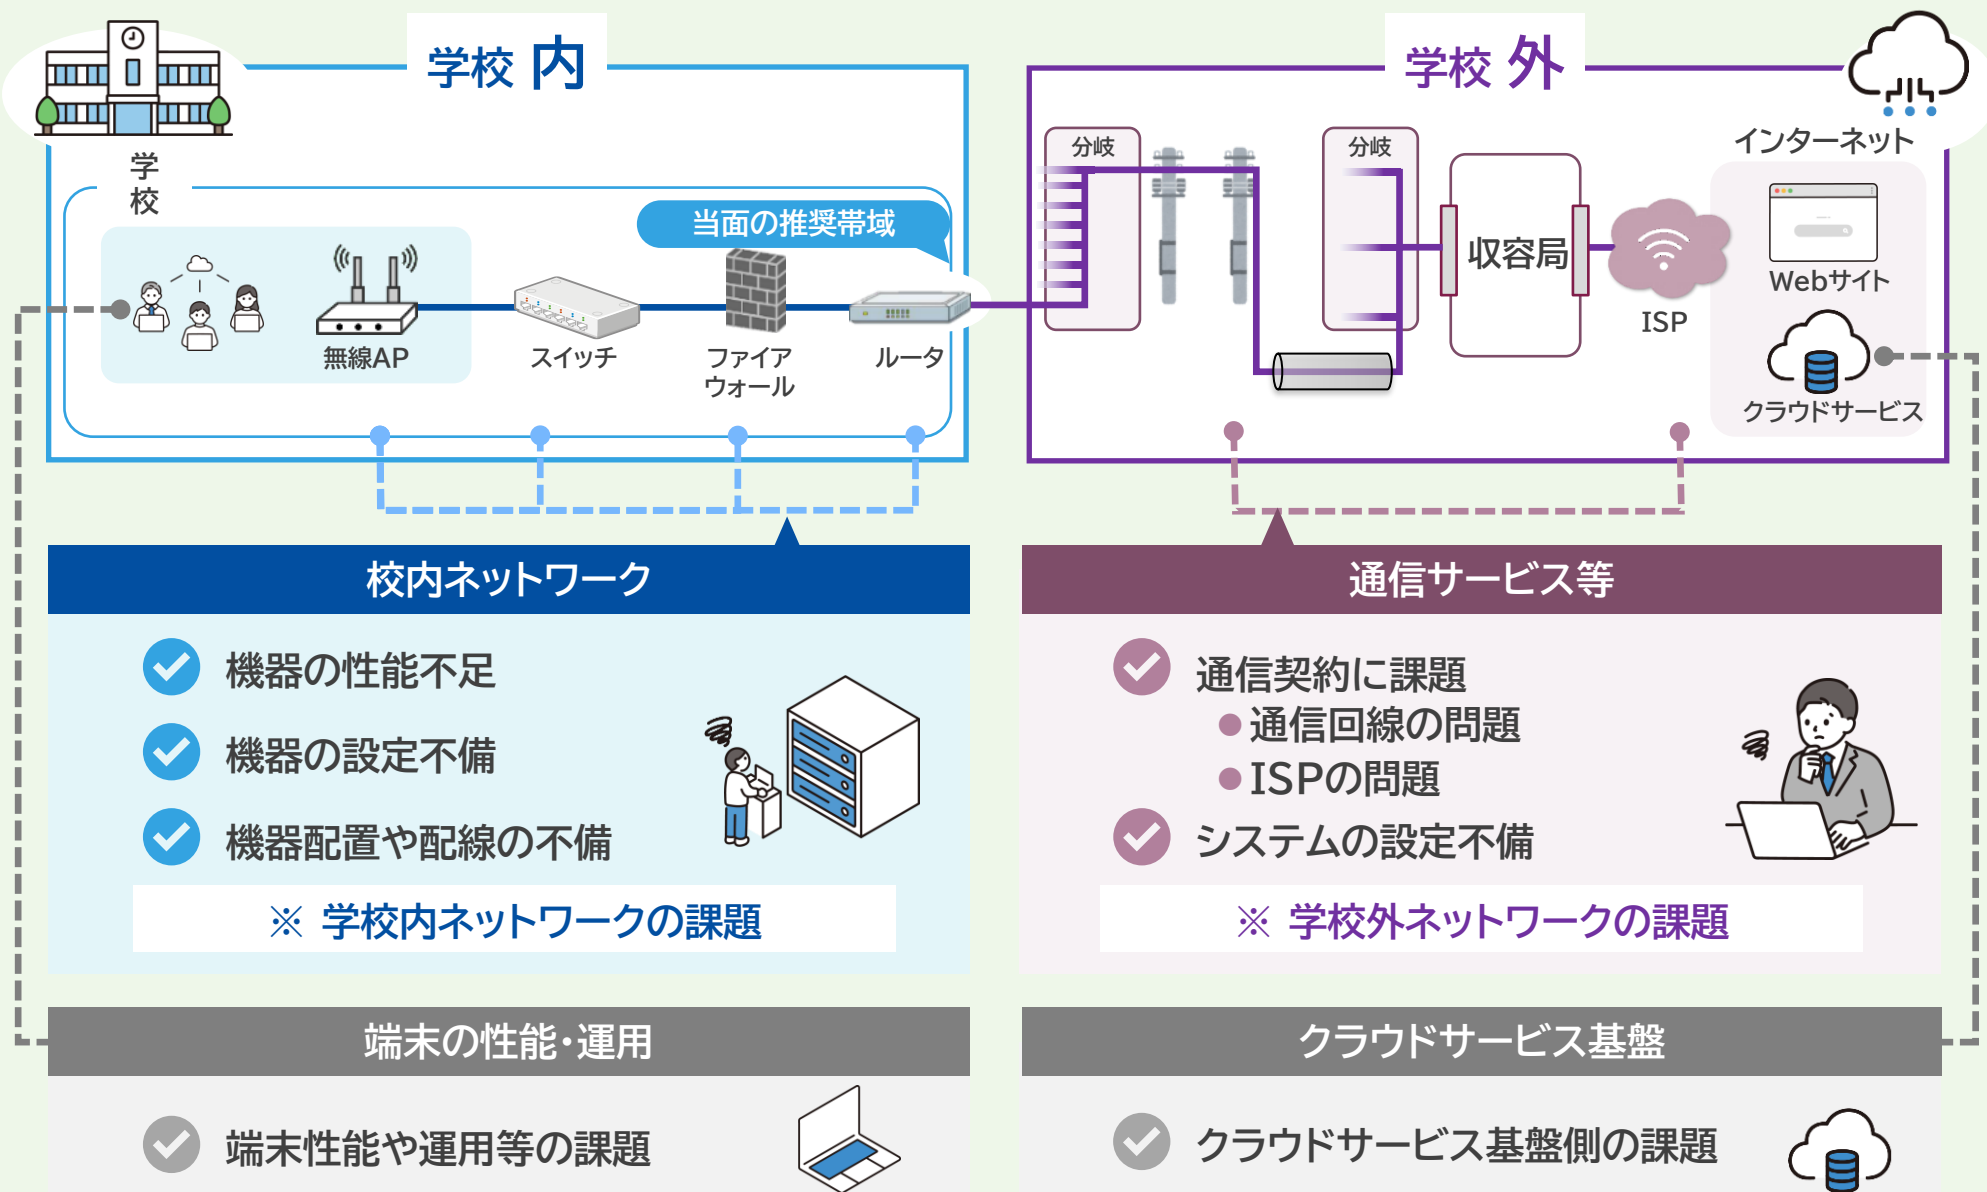 学校 内
学校
当面の推奨帯域
無線AP
スイッチ
ファイア
ウォール
ルータ
学校 外
分岐
分岐
収容局
ISP
インターネット
Webサイト
クラウドサービス
校内ネットワーク
機器の性能不足
機器の設定不備
機器配置や配線の不備
※ 学校内ネットワークの課題
通信サービス等
通信契約に課題
●通信回線の問題
●ISPの問題
システムの設定不備
※ 学校外ネットワークの課題
端末の性能・運用
端末性能や運用等の課題
クラウドサービス基盤
クラウドサービス基盤側の課題